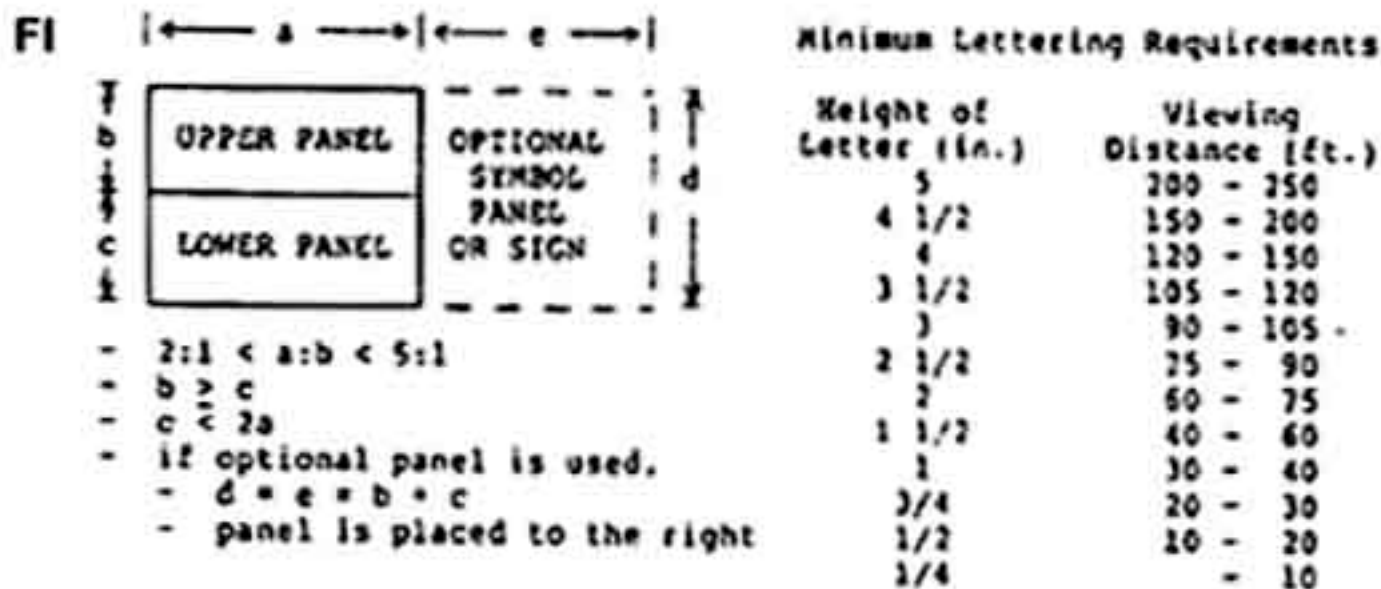 FI
a e
b UPPER PANEL OPTIONAL
SYMBOL d
PANEL
c LOWER PANEL OR SIGN
- 2:1 < a:b < 5:1
- b ≥ c
- c ≤ 2a
- if optional panel is used,
- d = e = b + c
- panel is placed to the right
Minimum Lettering Requirements
Height of Viewing
Letter (in.) Distance (ft.)
5 200 - 250
4 1/2 150 - 200
4 120 - 150
3 1/2 105 - 120
3 90 - 105
2 1/2 75 - 90
2 60 - 75
1 1/2 40 - 60
1 30 - 40
3/4 20 - 30
1/2 10 - 20
1/4 - 10